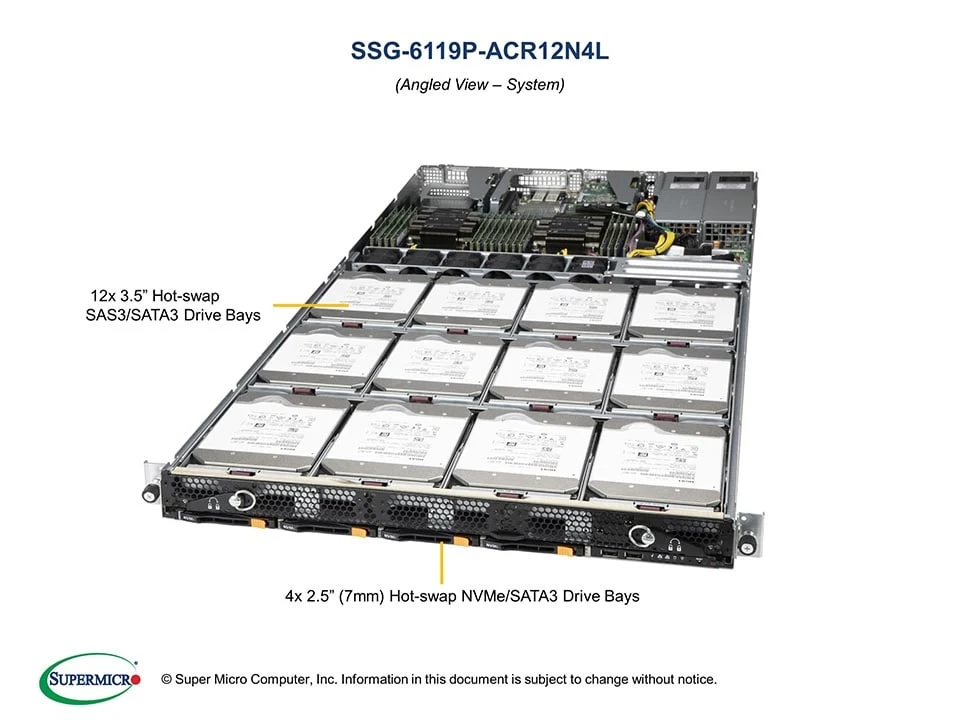 SSG-6119P-ACR12N4L
(Angled View – System)
12x 3.5” Hot-swap
SAS3/SATA3 Drive Bays
4x 2.5” (7mm) Hot-swap NVMe/SATA3 Drive Bays
SUPERMICRO
© Super Micro Computer, Inc. Information in this document is subject to change without notice.